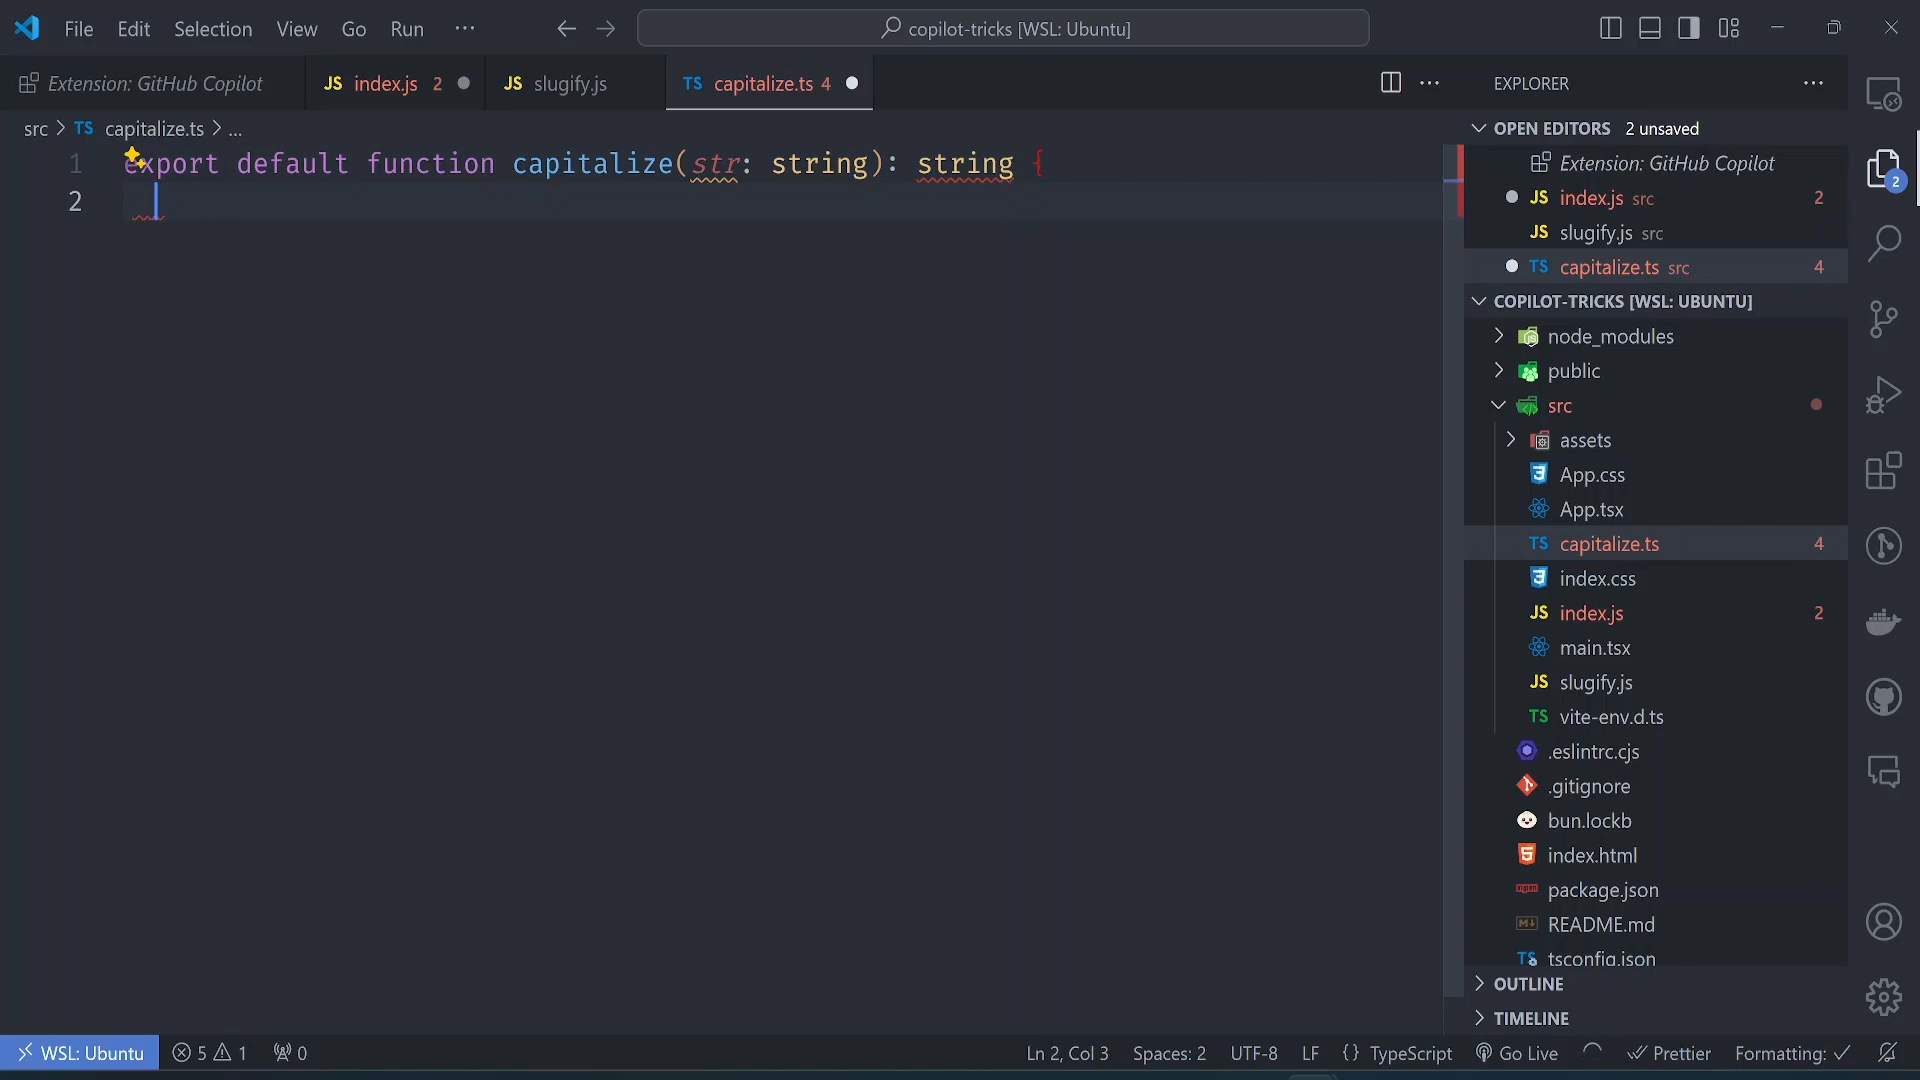 File Edit Selection View Go Run ··· copilot-tricks [WSL: Ubuntu]
Extension: GitHub Copilot JS index.js 2 JS slugify.js TS capitalize.ts 4
src > TS capitalize.ts > ...
1 export default function capitalize(str: string): string {
2
EXPLORER
OPEN EDITORS 2 unsaved
Extension: GitHub Copilot
JS index.js src 2
JS slugify.js src
TS capitalize.ts src 4
COPILOT-TRICKS [WSL: UBUNTU]
node_modules
public
src
assets
App.css
App.tsx
TS capitalize.ts 4
index.css
JS index.js 2
main.tsx
JS slugify.js
TS vite-env.d.ts
.eslintrc.cjs
.gitignore
bun.lockb
index.html
package.json
README.md
TS tsconfig.json
OUTLINE
TIMELINE
2
WSL: Ubuntu 5 1 0 Ln 2, Col 3 Spaces: 2 UTF-8 LF {} TypeScript Go Live Prettier Formatting: ✓